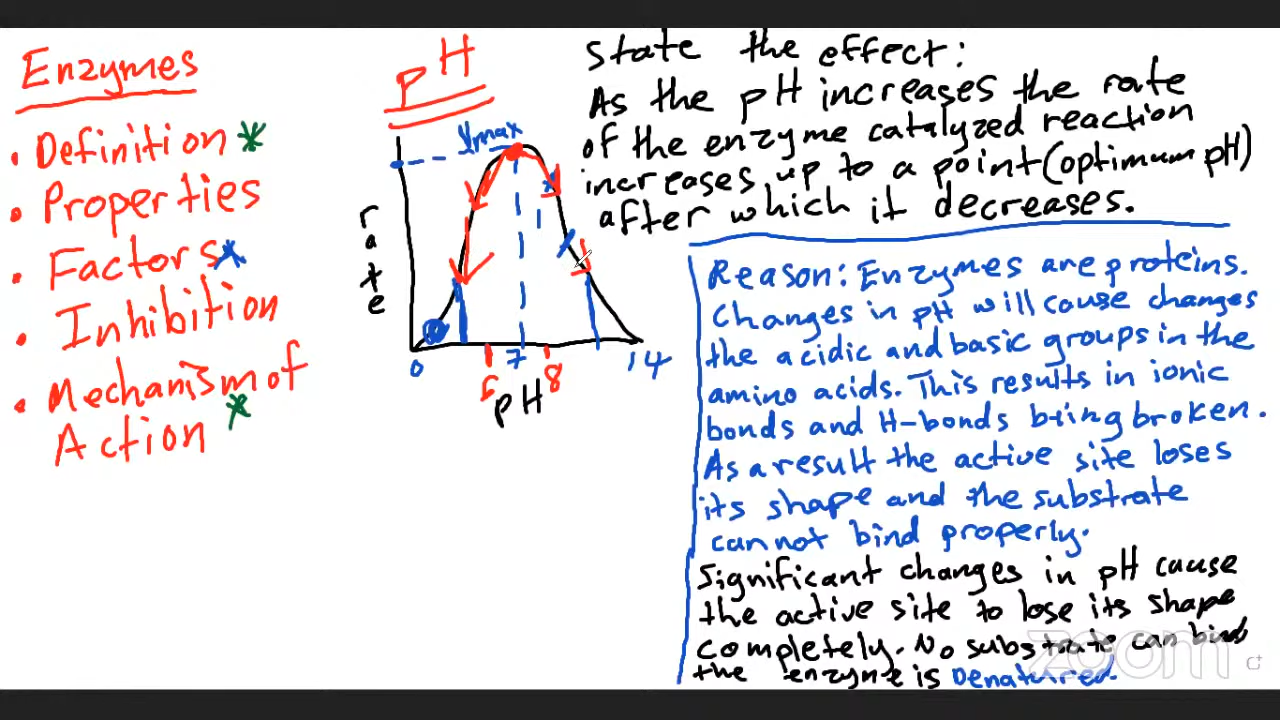 Enzymes
• Definition *
• Properties
• Factors *
• Inhibition
• Mechanism of
Action *
pH
Vmax
rate
0 6 7 8 14
pH
State the effect:
As the pH increases the rate
of the enzyme catalyzed reaction
increases up to a point (optimum pH)
after which it decreases.
Reason: Enzymes are proteins.
Changes in pH will cause changes
the acidic and basic groups in the
amino acids. This results in ionic
bonds and H-bonds being broken.
As a result the active site loses
its shape and the substrate
cannot bind properly.
Significant changes in pH cause
the active site to lose its shape
completely. No substrate can bind
the enzyme is Denatured.
zoom